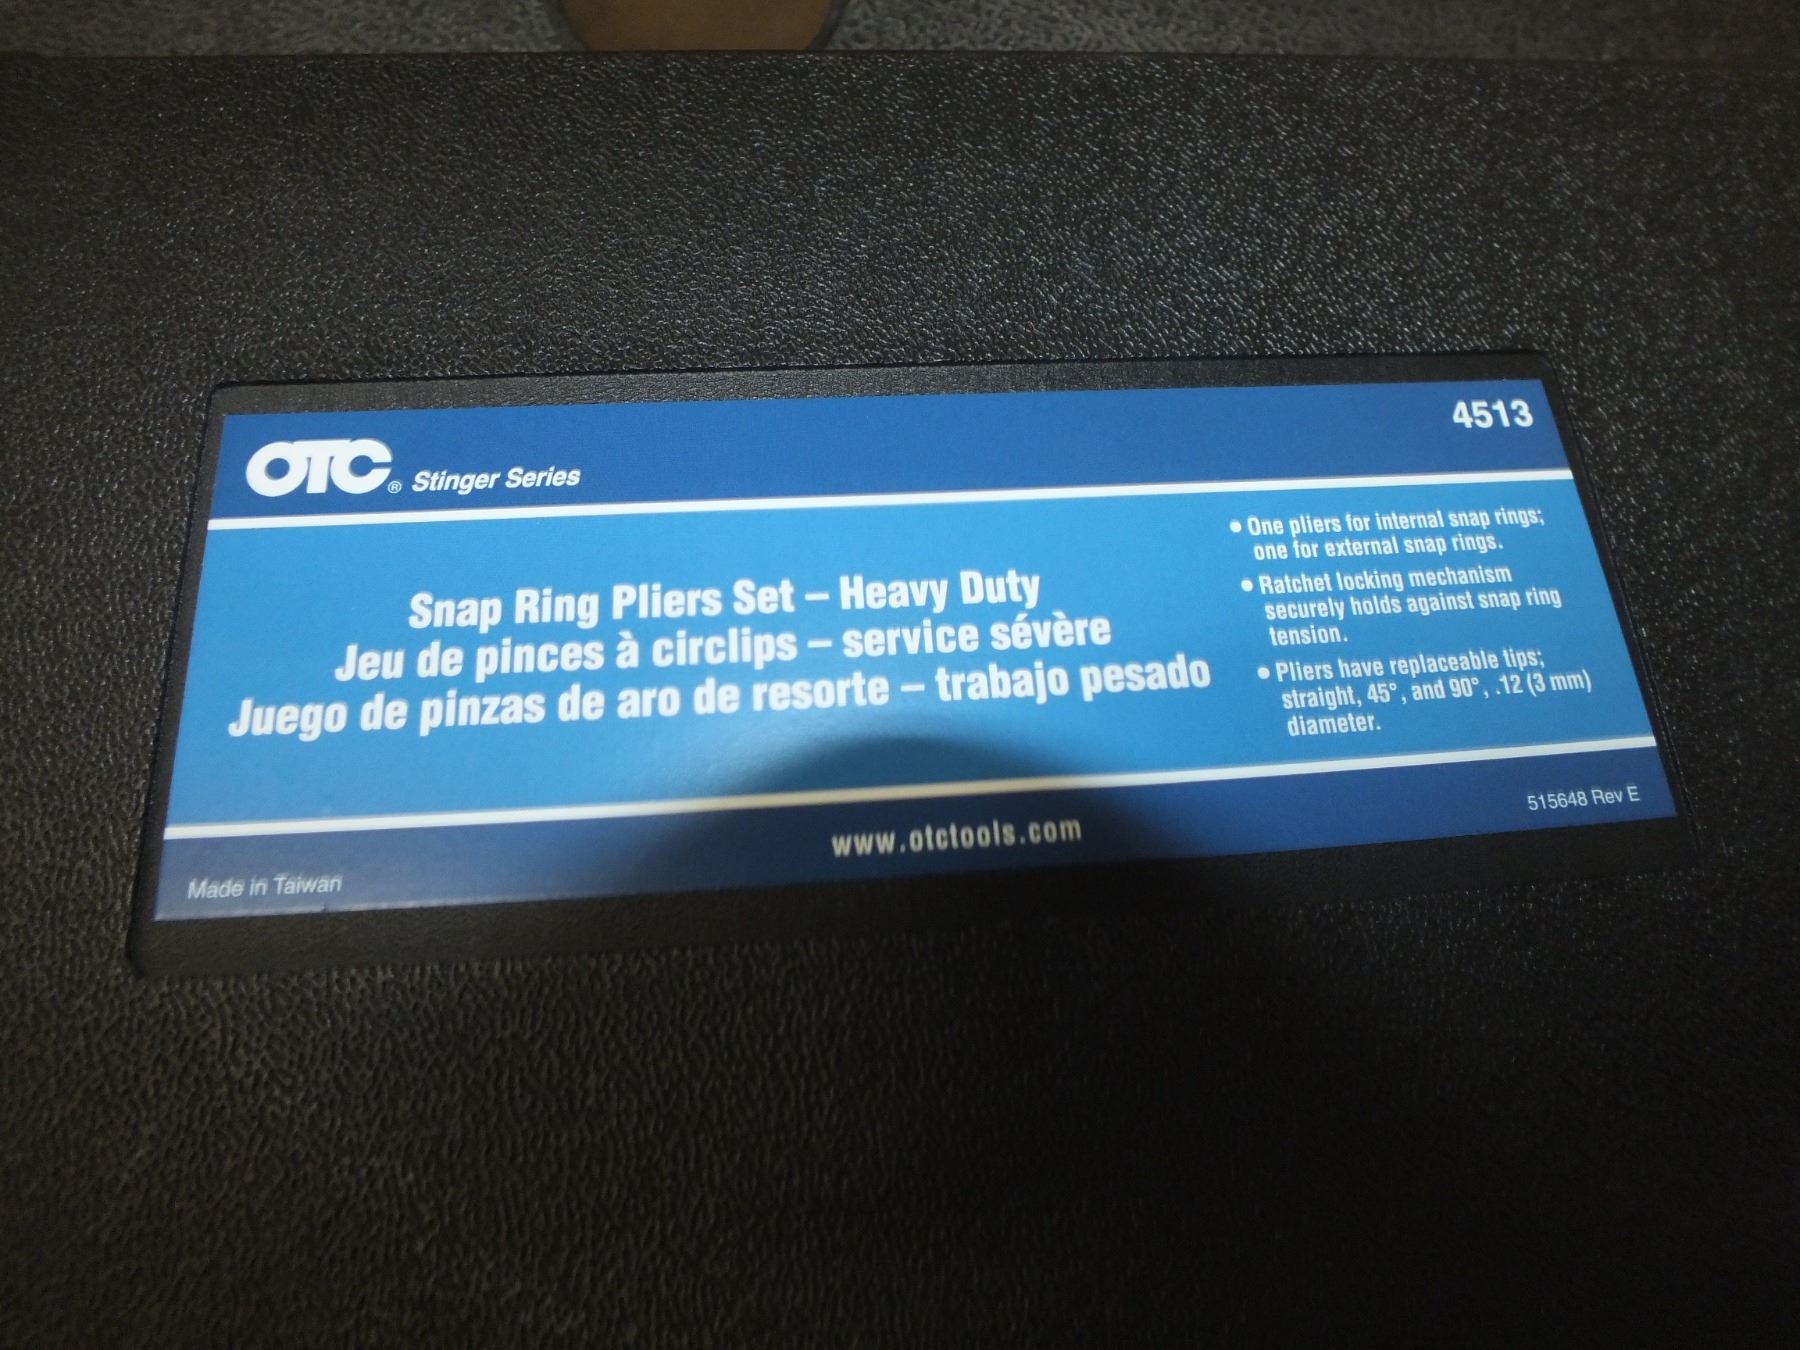 OTC® Stinger Series
4513
Snap Ring Pliers Set – Heavy Duty
Jeu de pinces à circlips – service sévère
Juego de pinzas de aro de resorte – trabajo pesado
• One pliers for internal snap rings;
one for external snap rings.
• Ratchet locking mechanism
securely holds against snap ring
tension.
• Pliers have replaceable tips;
straight, 45°, and 90°, .12 (3 mm)
diameter.
Made in Taiwan
www.otctools.com
515648 Rev E